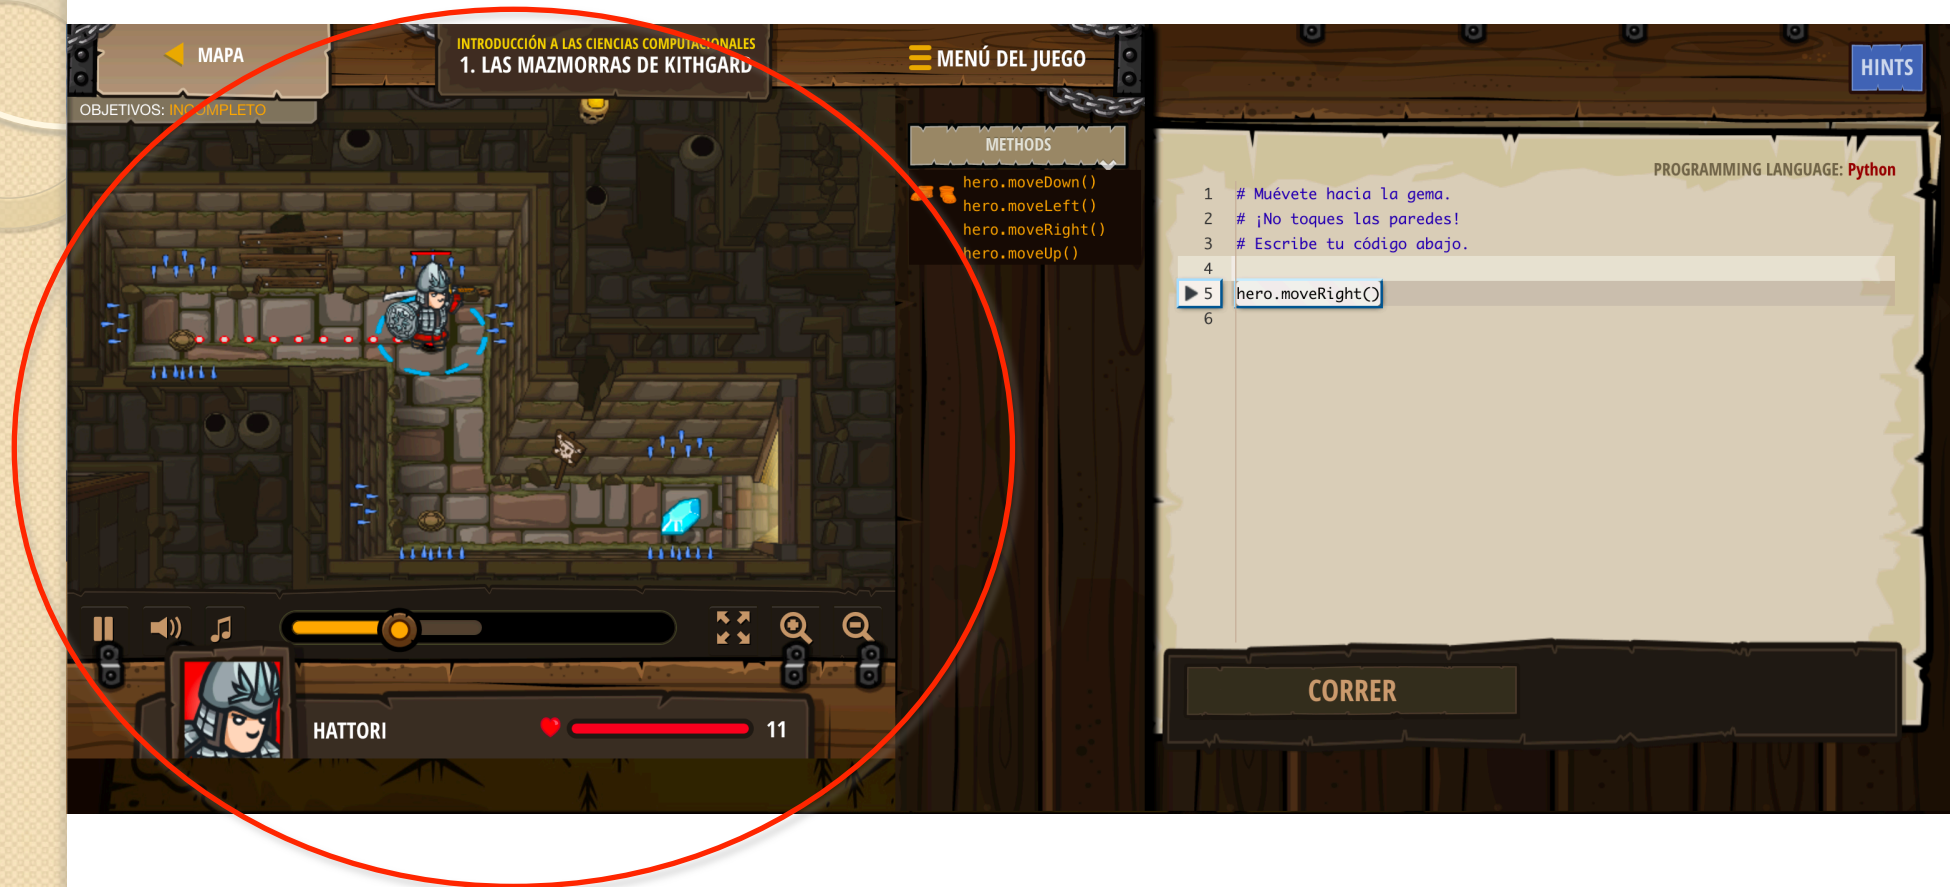 MAPA
INTRODUCCIÓN A LAS CIENCIAS COMPUTACIONALES
1. LAS MAZMORRAS DE KITHGARD
MENÚ DEL JUEGO
HINTS
OBJETIVOS: INCOMPLETO
METHODS
hero.moveDown()
hero.moveLeft()
hero.moveRight()
hero.moveUp()
PROGRAMMING LANGUAGE: Python
1 # Muévete hacia la gema.
2 # ¡No toques las paredes!
3 # Escribe tu código abajo.
4
5 hero.moveRight()
6
CORRER
HATTORI
11